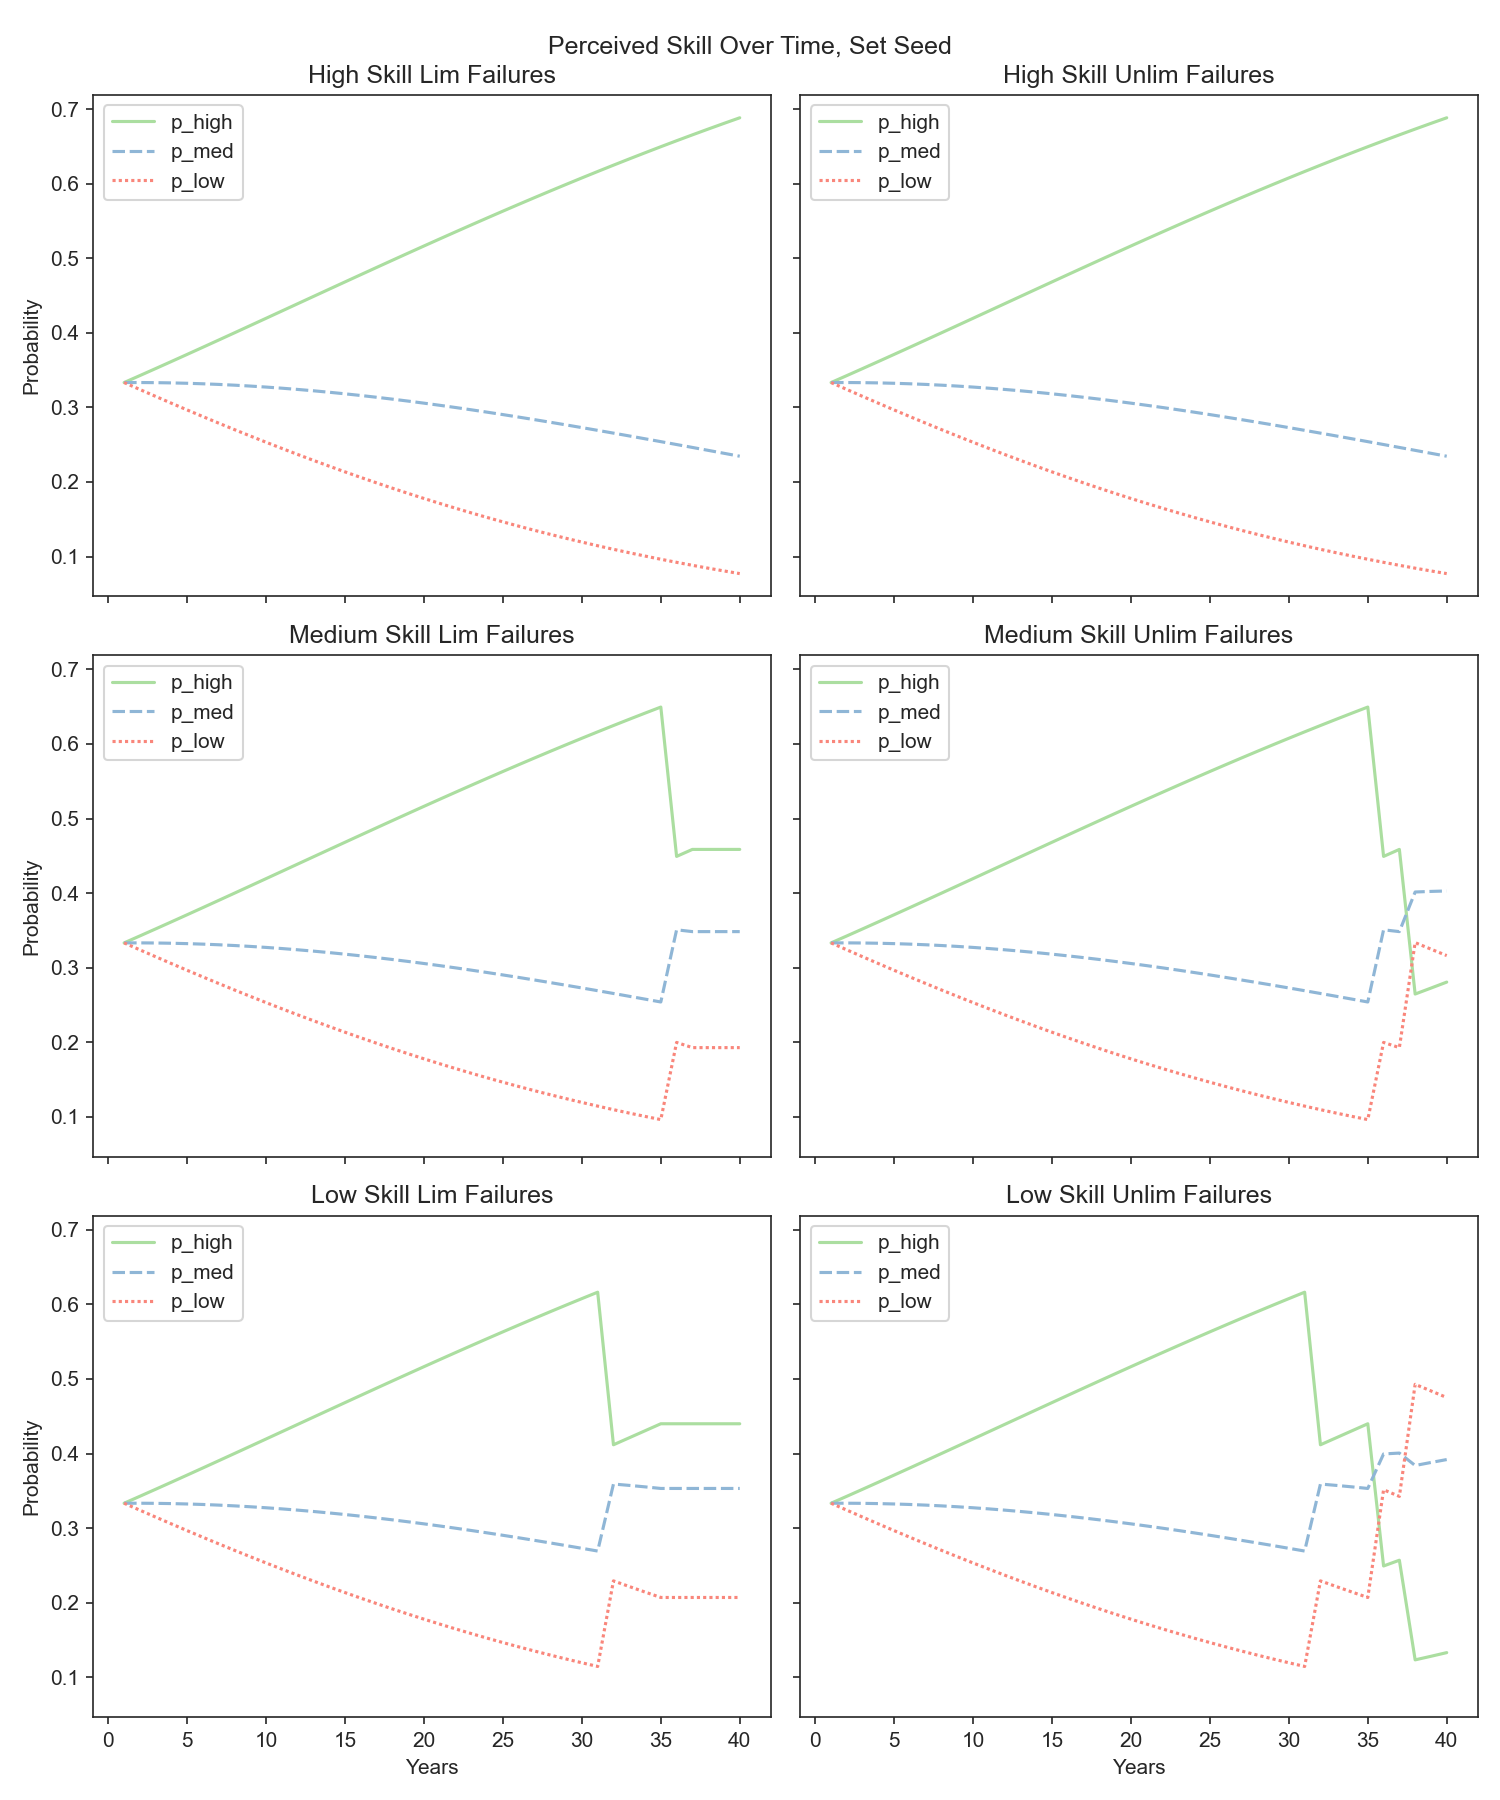 Perceived Skill Over Time, Set Seed
High Skill Lim Failures
High Skill Unlim Failures
0.7
0.6
0.5
0.4
0.3
0.2
0.1
Probability
p_high
p_med
p_low
p_high
p_med
p_low
Medium Skill Lim Failures
Medium Skill Unlim Failures
0.7
0.6
0.5
0.4
0.3
0.2
0.1
Probability
p_high
p_med
p_low
p_high
p_med
p_low
Low Skill Lim Failures
Low Skill Unlim Failures
0.7
0.6
0.5
0.4
0.3
0.2
0.1
Probability
p_high
p_med
p_low
p_high
p_med
p_low
0 5 10 15 20 25 30 35 40
Years
0 5 10 15 20 25 30 35 40
Years